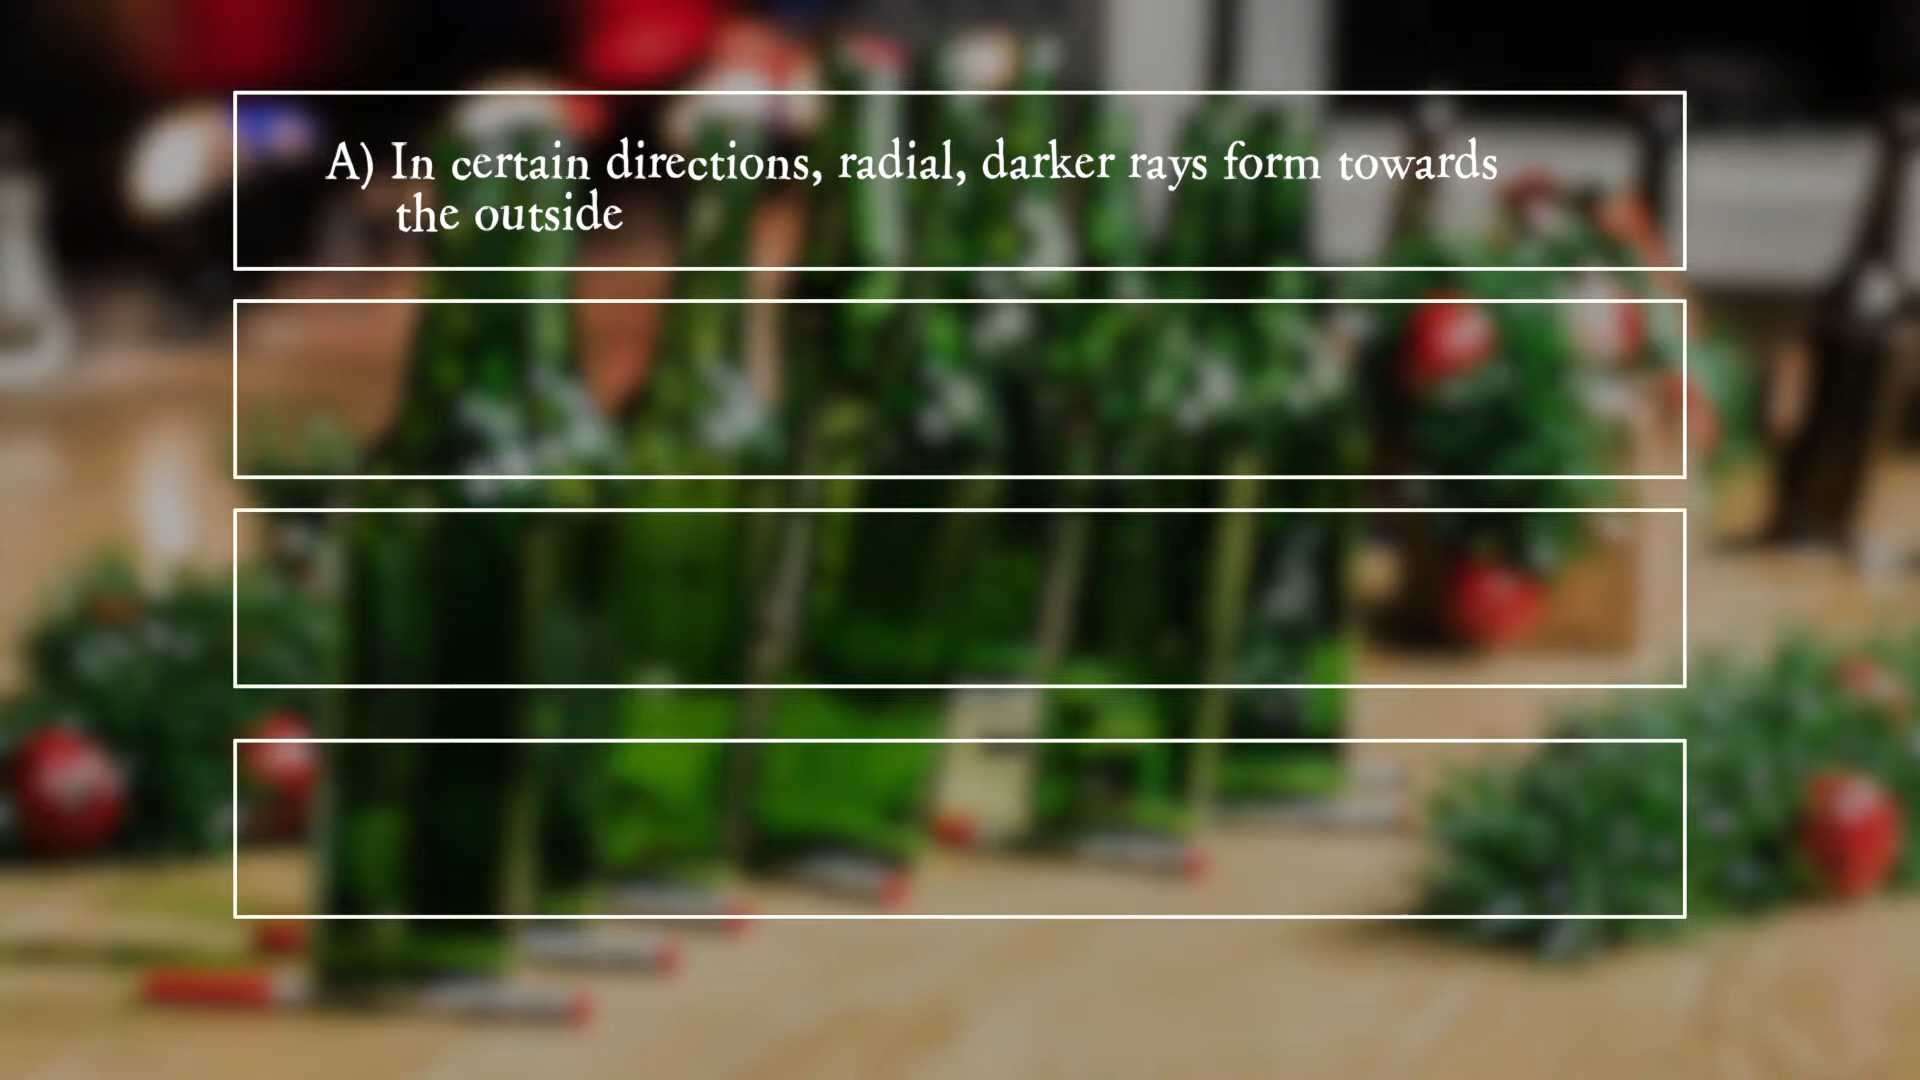 A) In certain directions, radial, darker rays form towards
the outside